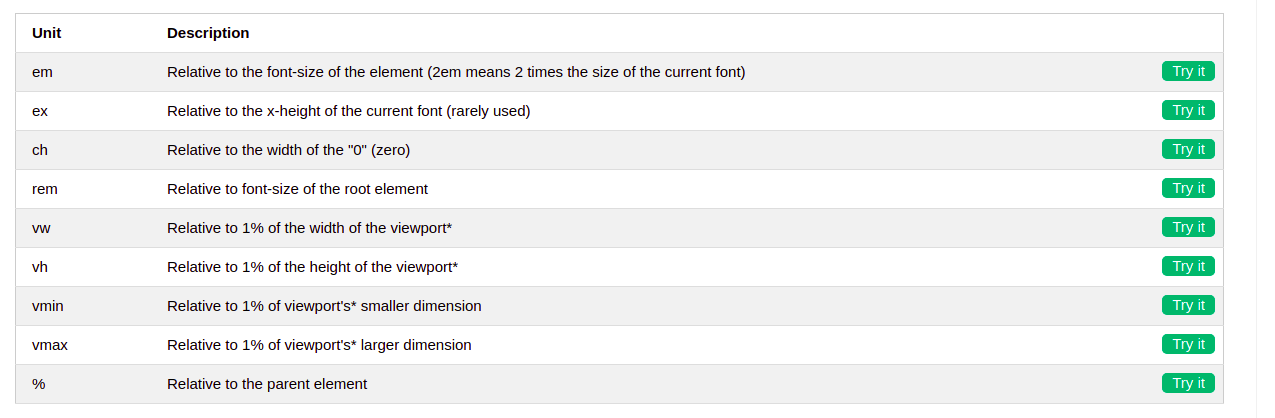 Unit Description
em Relative to the font-size of the element (2em means 2 times the size of the current font) Try it
ex Relative to the x-height of the current font (rarely used) Try it
ch Relative to the width of the "0" (zero) Try it
rem Relative to font-size of the root element Try it
vw Relative to 1% of the width of the viewport* Try it
vh Relative to 1% of the height of the viewport* Try it
vmin Relative to 1% of viewport's* smaller dimension Try it
vmax Relative to 1% of viewport's* larger dimension Try it
% Relative to the parent element Try it